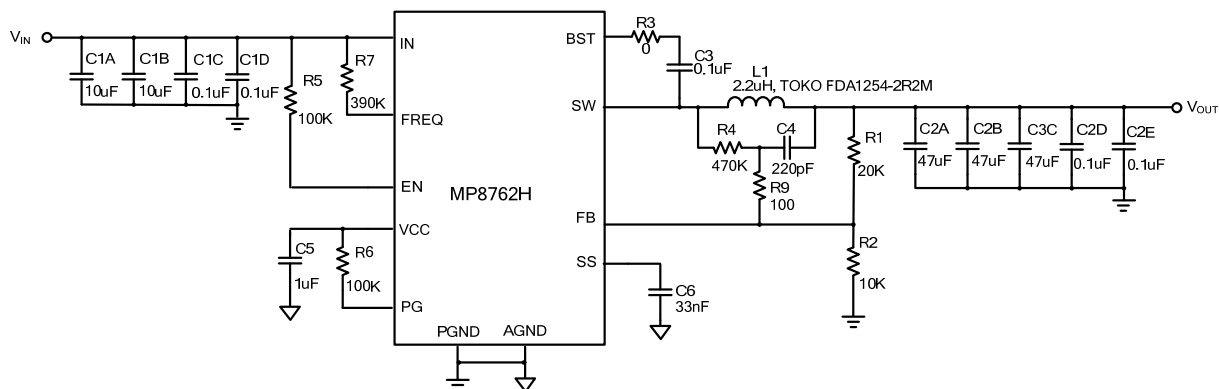 VIN
C1A
10uF
C1B
10uF
C1C
0.1uF
C1D
0.1uF
R5
100K
R7
390K
C5
1uF
R6
100K
IN
FREQ
EN
VCC
PG
MP8762H
PGND
AGND
BST
SW
FB
SS
R3
0
C3
0.1uF
L1
2.2uH, TOKO FDA1254-2R2M
R4
470K
C4
220pF
R9
100
R1
20K
R2
10K
C6
33nF
C2A
47uF
C2B
47uF
C3C
47uF
C2D
0.1uF
C2E
0.1uF
VOUT